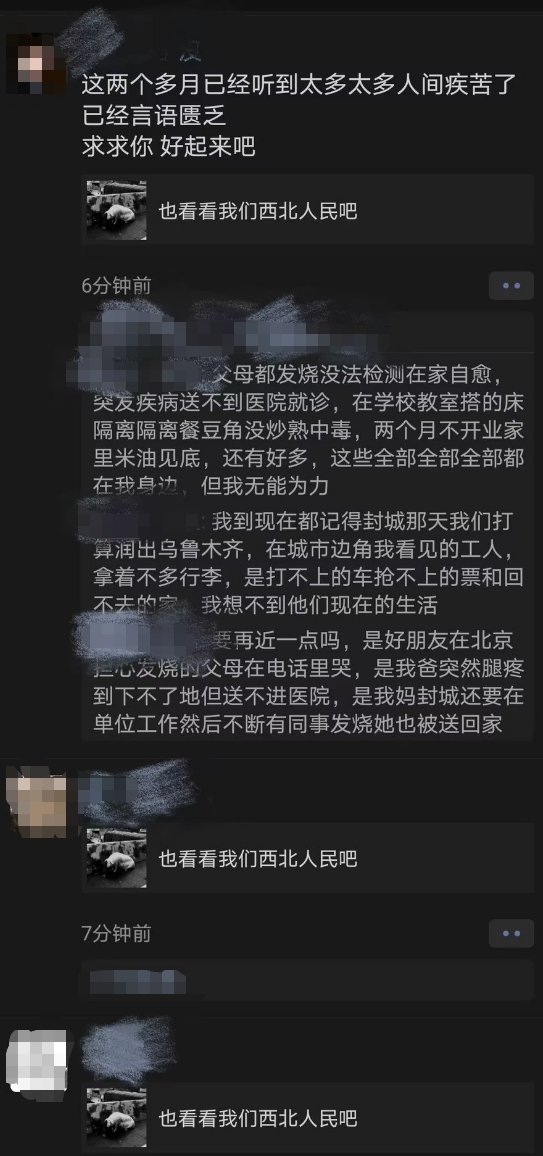 这两个多月已经听到太多太多人间疾苦了
已经言语匮乏
求求你 好起来吧
也看看我们西北人民吧
6分钟前
父母都发烧没法检测在家自愈，
突发疾病送不到医院就诊，在学校教室搭的床
隔离隔离餐豆角没炒熟中毒，两个月不开业家
里米油见底，还有好多，这些全部全部全部都
在我身边，但我无能为力
我到现在都记得封城那天我们打
算润出乌鲁木齐，在城市边角我看见的工人，
拿着不多行李，是打不上的车抢不上的票和回
不去的家，我想不到他们现在的生活
要再近一点吗，是好朋友在北京
担心发烧的父母在电话里哭，是我爸突然腿疼
到下不了地但送不进医院，是我妈封城还要在
单位工作然后不断有同事发烧她也被送回家
也看看我们西北人民吧
7分钟前
也看看我们西北人民吧